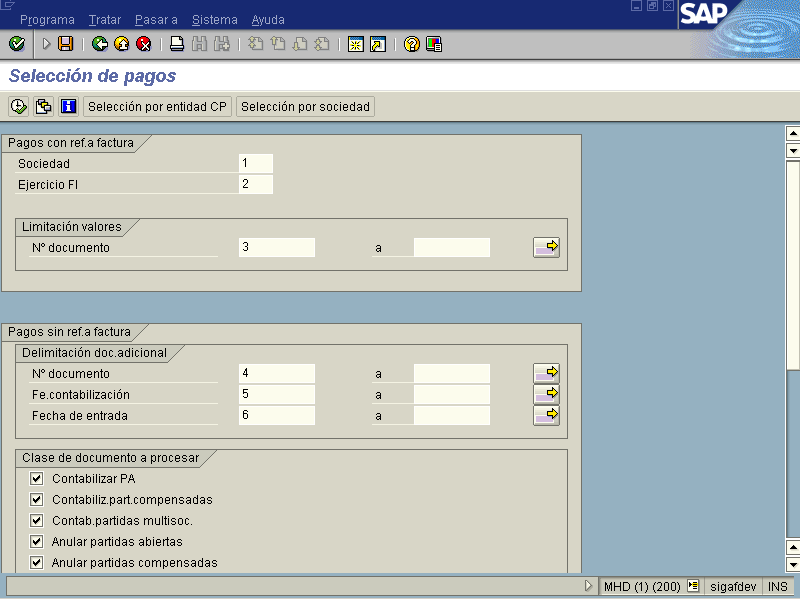 Programa Tratar Pasar a Sistema Ayuda
SAP
Selección de pagos
Selección por entidad CP Selección por sociedad
Pagos con ref.a factura
Sociedad 1
Ejercicio FI 2
Limitación valores
Nº documento 3 a
Pagos sin ref.a factura
Delimitación doc.adicional
Nº documento 4 a
Fe.contabilización 5 a
Fecha de entrada 6 a
Clase de documento a procesar
Contabilizar PA
Contabiliz.part.compensadas
Contab.partidas multisoc.
Anular partidas abiertas
Anular partidas compensadas
MHD (1) (200) sigafdev INS